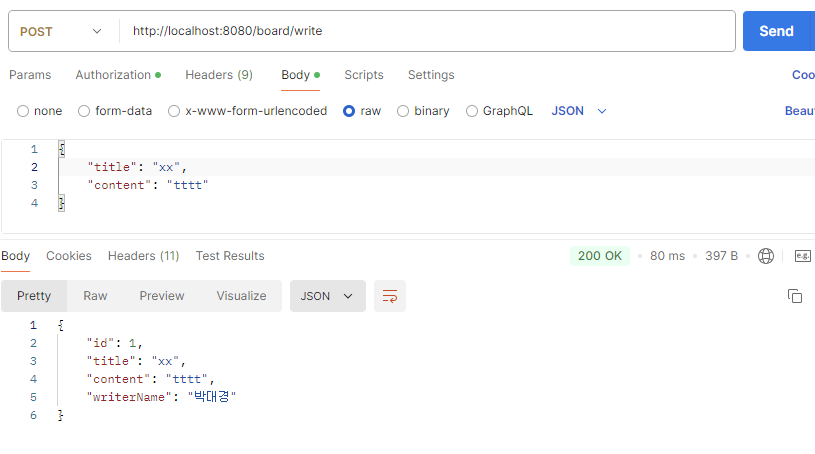 POST http://localhost:8080/board/write Send
Params Authorization Headers (9) Body Scripts Settings Coo
none form-data x-www-form-urlencoded raw binary GraphQL JSON Beau
1 {
2 "title": "xx",
3 "content": "tttt"
4 }
Body Cookies Headers (11) Test Results 200 OK 80 ms 397 B e.g.
Pretty Raw Preview Visualize JSON
1 {
2 "id": 1,
3 "title": "xx",
4 "content": "tttt",
5 "writerName": "박대경"
6 }